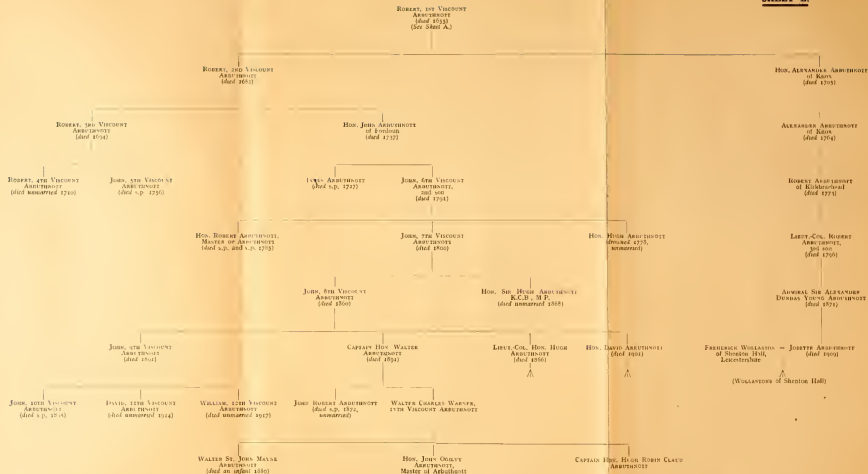 ROBERT, 1ST VISCOUNT
ARBUTHNOTT
(died 1655)
(See Sheet A.)
ROBERT, 2ND VISCOUNT
ARBUTHNOTT
(died 1682)
HON. ALEXANDER ARBUTHNOTT
of Knox
(died 1705)
ROBERT, 3RD VISCOUNT
ARBUTHNOTT
(died 1694)
HON. JOHN ARBUTHNOTT
of Fordoun
(died 1737)
ALEXANDER ARBUTHNOTT
of Knox
(died 1764)
ROBERT, 4TH VISCOUNT
ARBUTHNOTT
(died unmarried 1710)
JOHN, 5TH VISCOUNT
ARBUTHNOTT
(died s.p. 1756)
ARBUTHNOTT
(died s.p. 1727)
JOHN, 6TH VISCOUNT
ARBUTHNOTT,
2nd son
(died 1791)
ROBERT ARBUTHNOTT
of Kirkbraehead
(died 1773)
HON. ROBERT ARBUTHNOTT,
MASTER OF ARBUTHNOTT
(died v.p. and s.p. 1785)
JOHN, 7TH VISCOUNT
ARBUTHNOTT
(died 1800)
HON. HUGH ARBUTHNOTT
(drowned 1778,
unmarried)
LIEUT.-COL. ROBERT
ARBUTHNOTT,
3rd son
(died 1796)
JOHN, 8TH VISCOUNT
ARBUTHNOTT
(died 1860)
HON. SIR HUGH ARBUTHNOTT
K.C.B., M.P.
(died unmarried 1868)
ADMIRAL SIR ALEXANDER
DUNDAS YOUNG ARBUTHNOTT
(died 1871)
JOHN, 9TH VISCOUNT
ARBUTHNOTT
(died 1891)
CAPTAIN HON. WALTER
ARBUTHNOTT
(died 1891)
LIEUT.-COL. HON. HUGH
ARBUTHNOTT
(died 1866)
HON. DAVID ARBUTHNOTT
(died 1901)
FREDERICK WOLLASTON = JOSETTE ARBUTHNOTT
of Shenton Hall, (died 1909)
Leicestershire
(WOLLASTONS of Shenton Hall)
JOHN, 10TH VISCOUNT
ARBUTHNOTT
(died s.p. 1895)
DAVID, 11TH VISCOUNT
ARBUTHNOTT
(died unmarried 1914)
WILLIAM, 12TH VISCOUNT
ARBUTHNOTT
(died unmarried 1917)
JOHN ROBERT ARBUTHNOTT
(died s.p. 1872,
unmarried)
WALTER CHARLES WARNER,
13TH VISCOUNT ARBUTHNOTT
WALTER ST. JOHN
ARBUTHNOTT
(died an infant 1880)
HON. JOHN OGILVY
ARBUTHNOTT,
Master of Arbuthnott
CAPTAIN HON. HUGH ROBIN CLAUD
ARBUTHNOTT